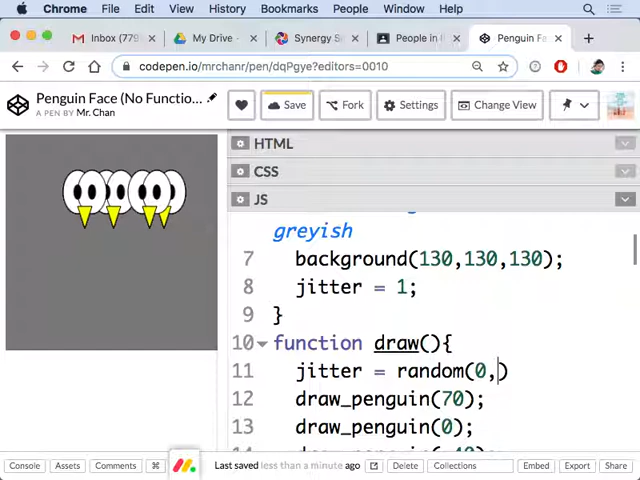 Chrome File Edit View History Bookmarks People Window Help
Inbox (779 My Drive - Synergy S People in Penguin Fa
codepen.io/mrchanr/pen/dqPgye?editors=0010
Penguin Face (No Functio...
A PEN BY Mr. Chan
Save Fork Settings Change View
HTML
CSS
JS
greyish
7 background(130,130,130);
8 jitter = 1;
9 }
10 function draw(){
11 jitter = random(0,)
12 draw_penguin(70);
13 draw_penguin(0);
14
Console Assets Comments ⌘ Last saved less than a minute ago Delete Collections Embed Export Share